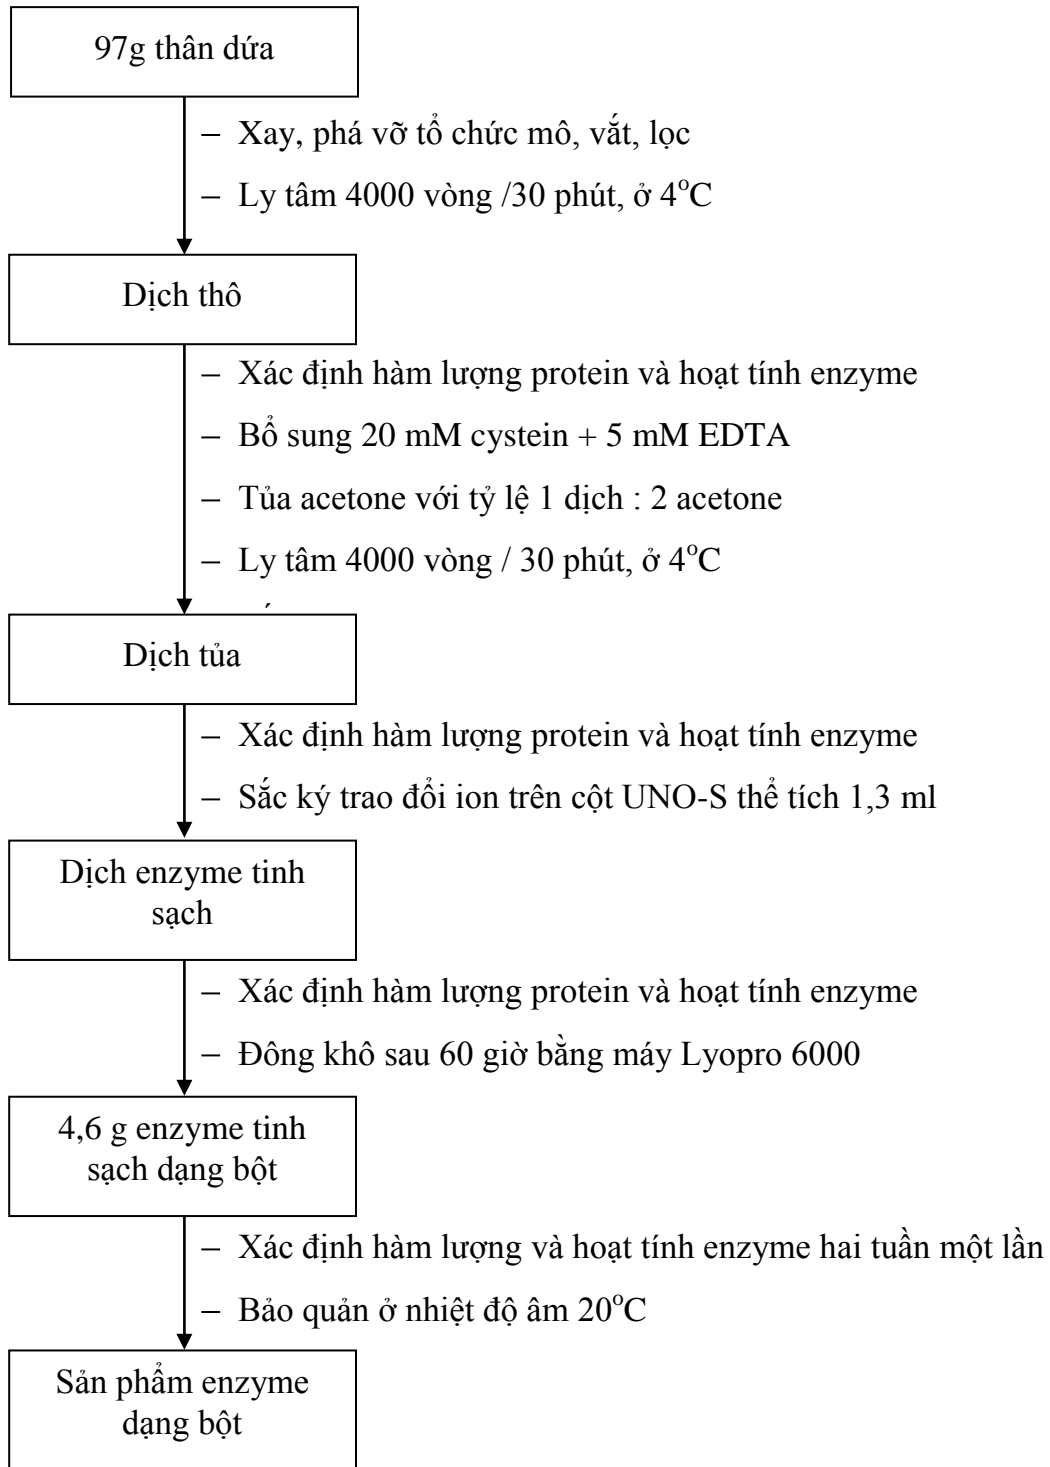 97g thân dứa
– Xay, phá vỡ tổ chức mô, vắt, lọc
– Ly tâm 4000 vòng /30 phút, ở 4°C
Dịch thô
– Xác định hàm lượng protein và hoạt tính enzyme
– Bổ sung 20 mM cystein + 5 mM EDTA
– Tủa acetone với tỷ lệ 1 dịch : 2 acetone
– Ly tâm 4000 vòng / 30 phút, ở 4°C
Dịch tủa
– Xác định hàm lượng protein và hoạt tính enzyme
– Sắc ký trao đổi ion trên cột UNO-S thể tích 1,3 ml
Dịch enzyme tinh
sạch
– Xác định hàm lượng protein và hoạt tính enzyme
– Đông khô sau 60 giờ bằng máy Lyopro 6000
4,6 g enzyme tinh
sạch dạng bột
– Xác định hàm lượng và hoạt tính enzyme hai tuần một lần
– Bảo quản ở nhiệt độ âm 20°C
Sản phẩm enzyme
dạng bột